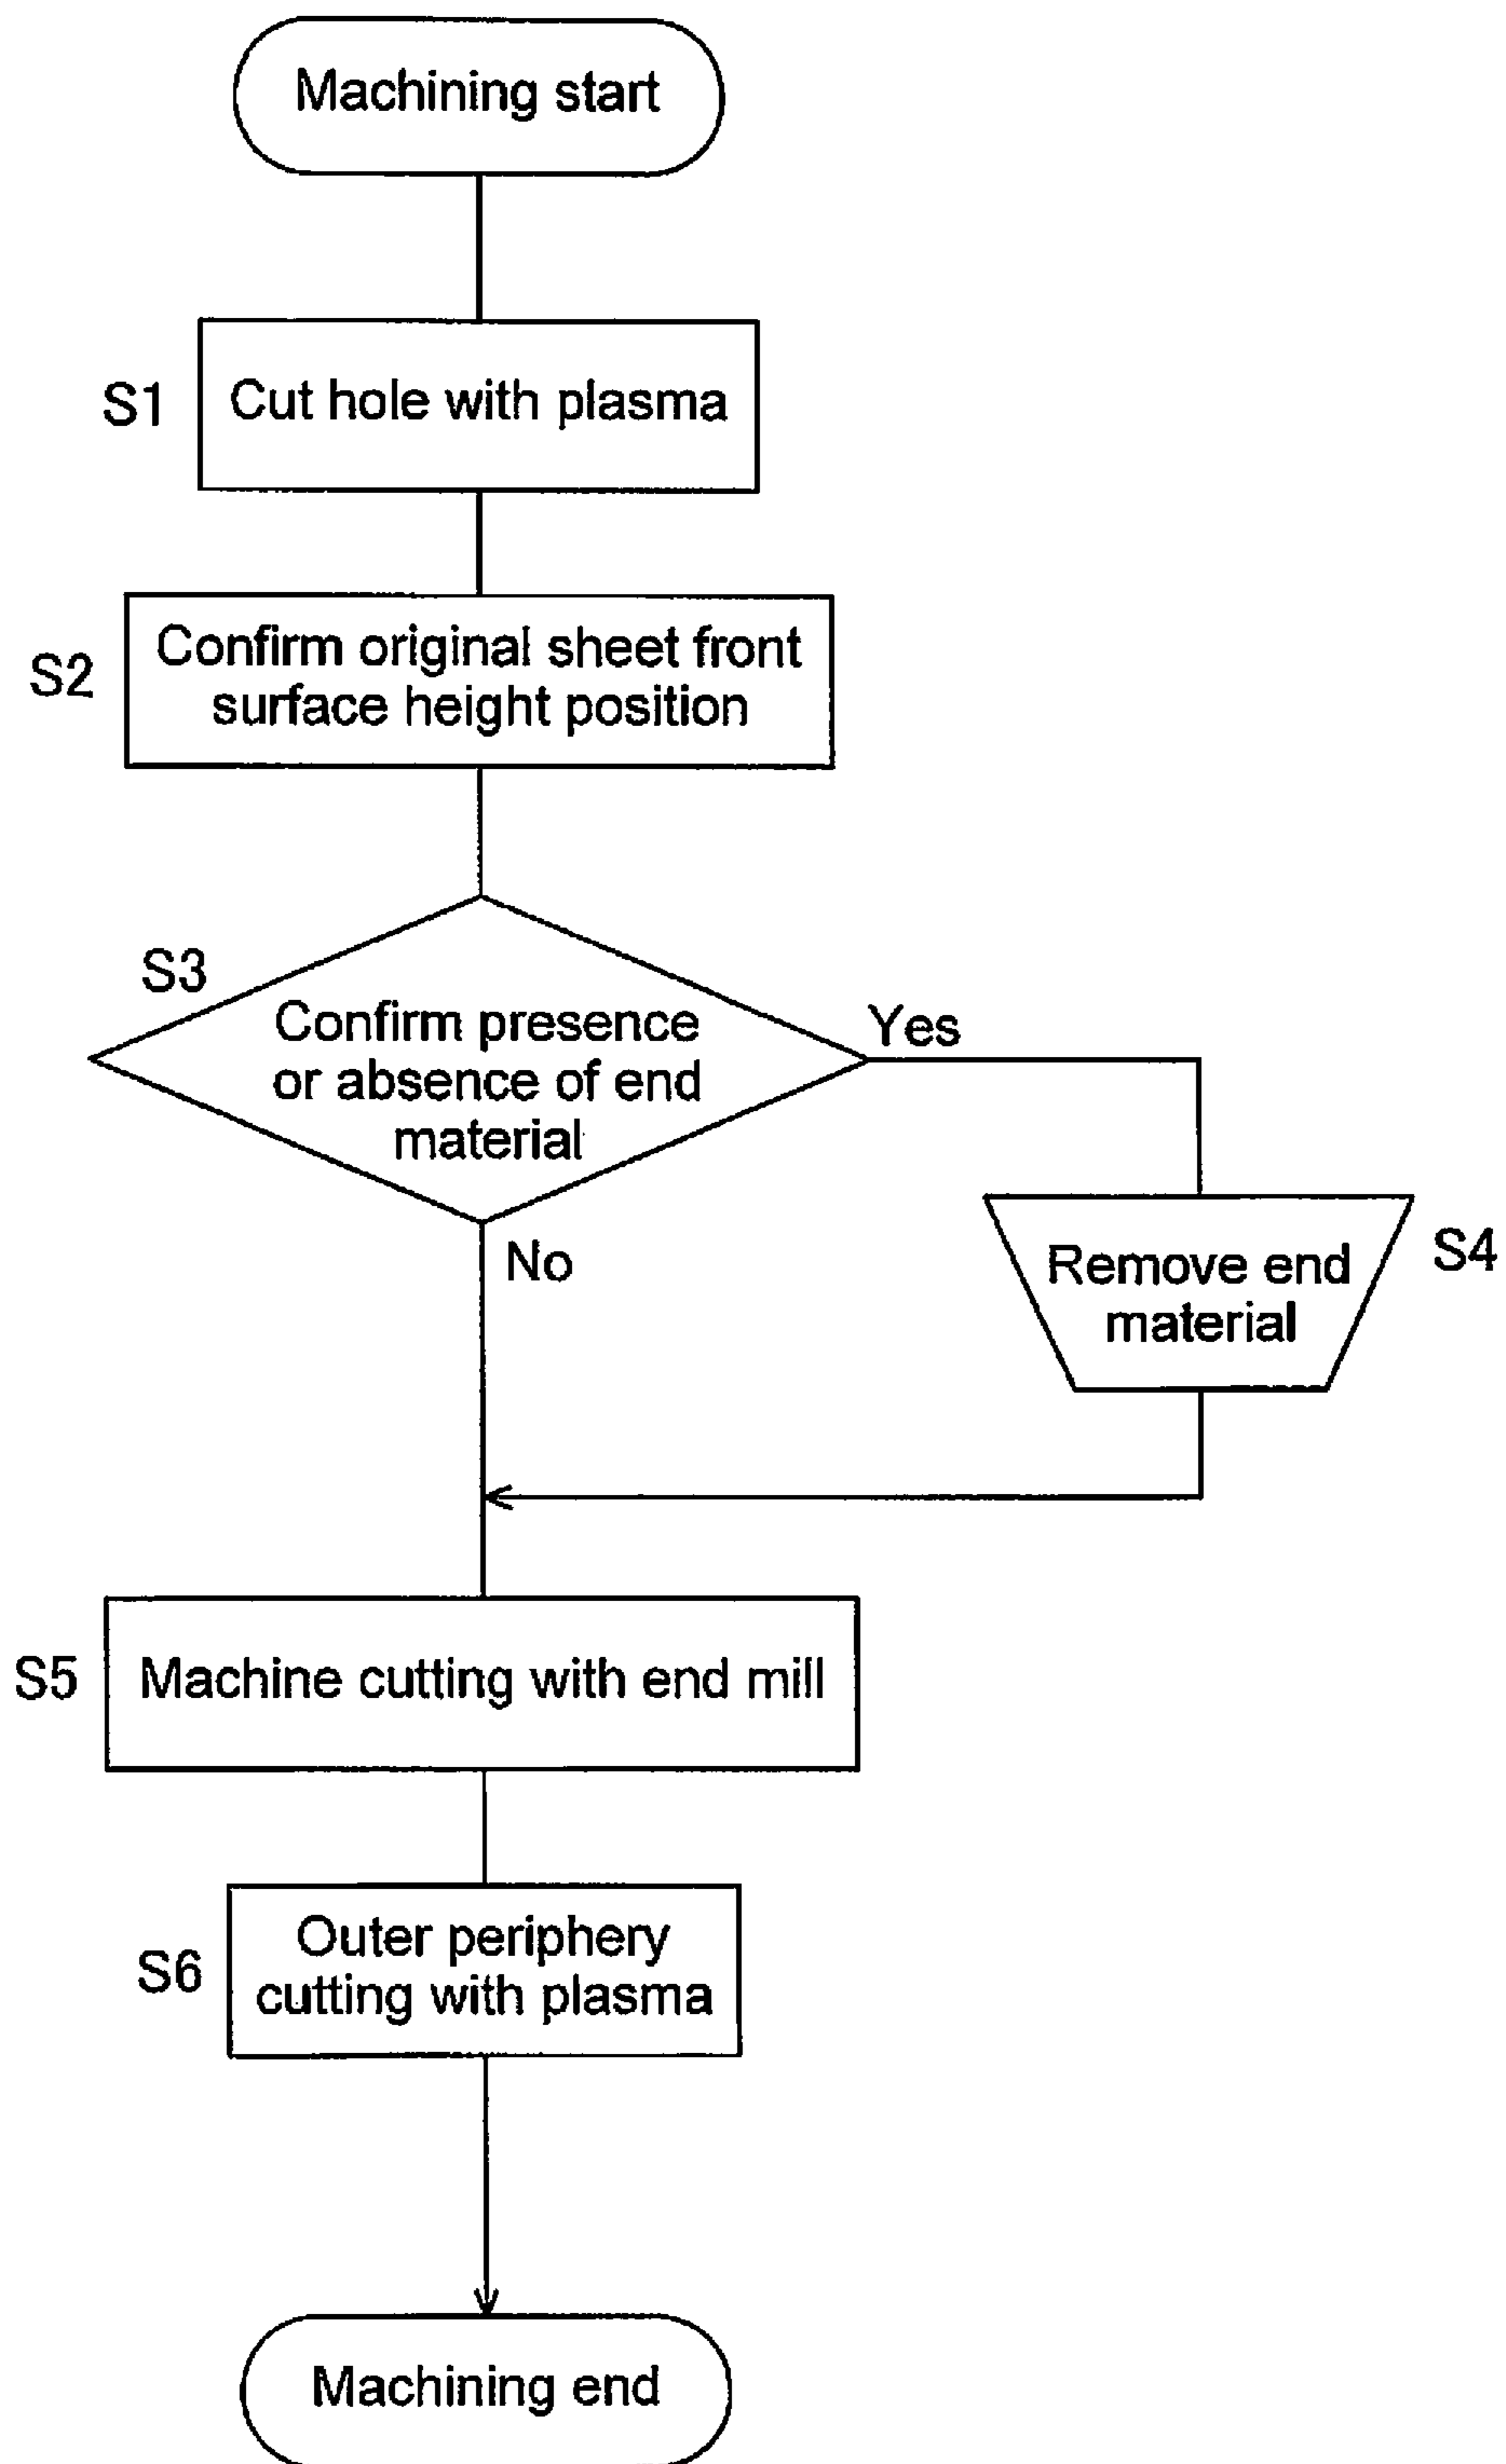 Machining start
S1
Cut hole with plasma
S2
Confirm original sheet front
surface height position
S3
Confirm presence
or absence of end
material
Yes
No
Remove end
material
S4
S5
Machine cutting with end mill
S6
Outer periphery
cutting with plasma
Machining end